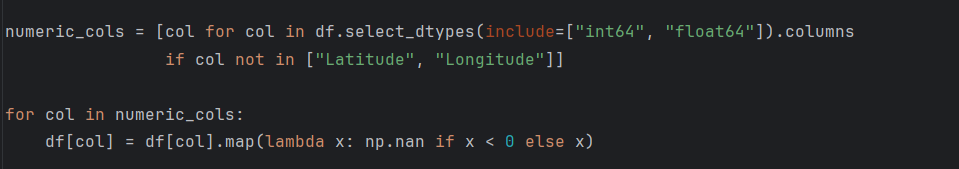 numeric_cols = [col for col in df.select_dtypes(include=["int64", "float64"]).columns
                if col not in ["Latitude", "Longitude"]]

for col in numeric_cols:
    df[col] = df[col].map(lambda x: np.nan if x < 0 else x)